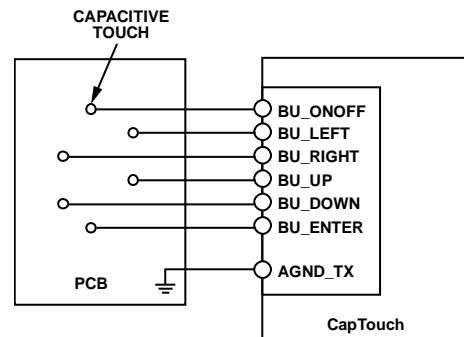 CAPACITIVE
TOUCH
BU_ONOFF
BU_LEFT
BU_RIGHT
BU_UP
BU_DOWN
BU_ENTER
AGND_TX
PCB
CapTouch